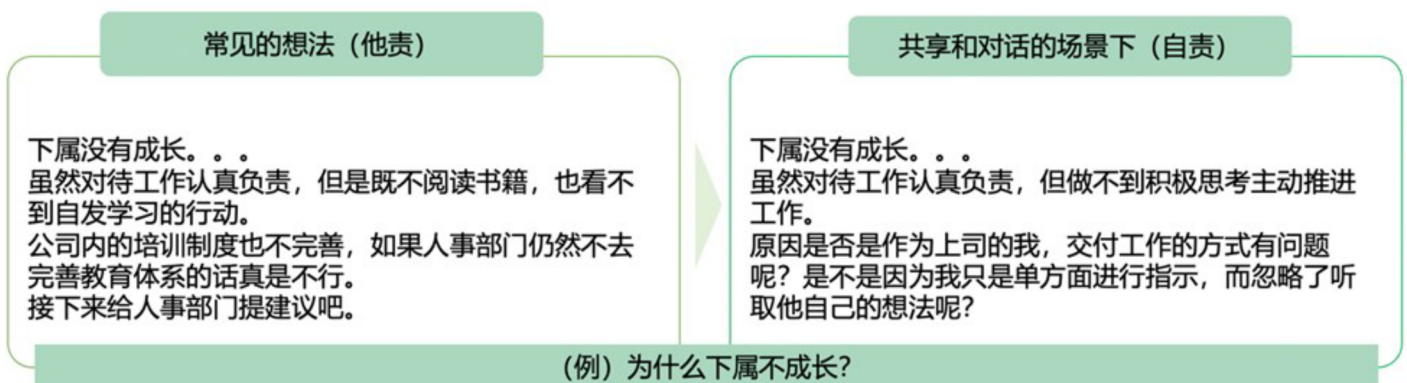 常见的想法（他责）
下属没有成长。。。
虽然对待工作认真负责，但是既不阅读书籍，也看不
到自发学习的行动。
公司内的培训制度也不完善，如果人事部门仍然不去
完善教育体系的话真是不行。
接下来给人事部门提建议吧。
共享和对话的场景下（自责）
下属没有成长。。。
虽然对待工作认真负责，但做不到积极思考主动推进
工作。
原因是否是作为上司的我，交付工作的方式有问题
呢？是不是因为我只是单方面进行指示，而忽略了听
取他自己的想法呢？
（例）为什么下属不成长？